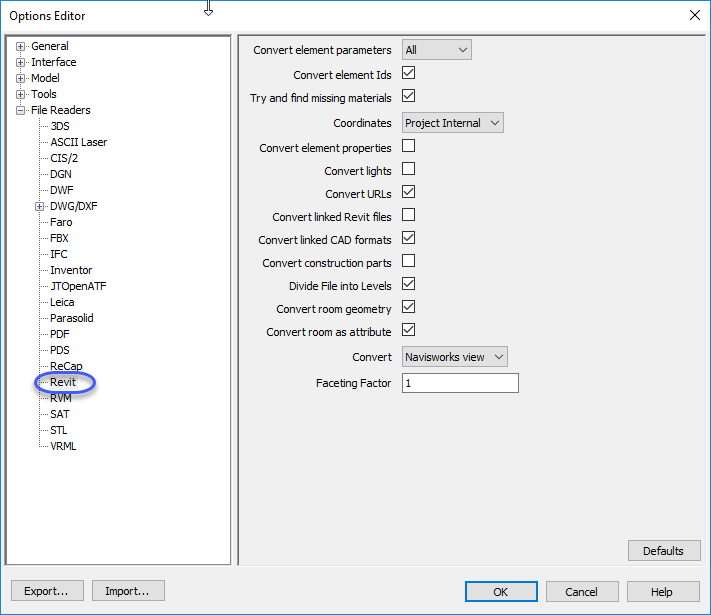 Options Editor
General
Interface
Model
Tools
File Readers
3DS
ASCII Laser
CIS/2
DGN
DWF
DWG/DXF
Faro
FBX
IFC
Inventor
JTOpenATF
Leica
Parasolid
PDF
PDS
ReCap
Revit
RVM
SAT
STL
VRML
Convert element parameters All
Convert element Ids
Try and find missing materials
Coordinates Project Internal
Convert element properties
Convert lights
Convert URLs
Convert linked Revit files
Convert linked CAD formats
Convert construction parts
Divide File into Levels
Convert room geometry
Convert room as attribute
Convert Navisworks view
Faceting Factor 1
Defaults
Export... Import... OK Cancel Help